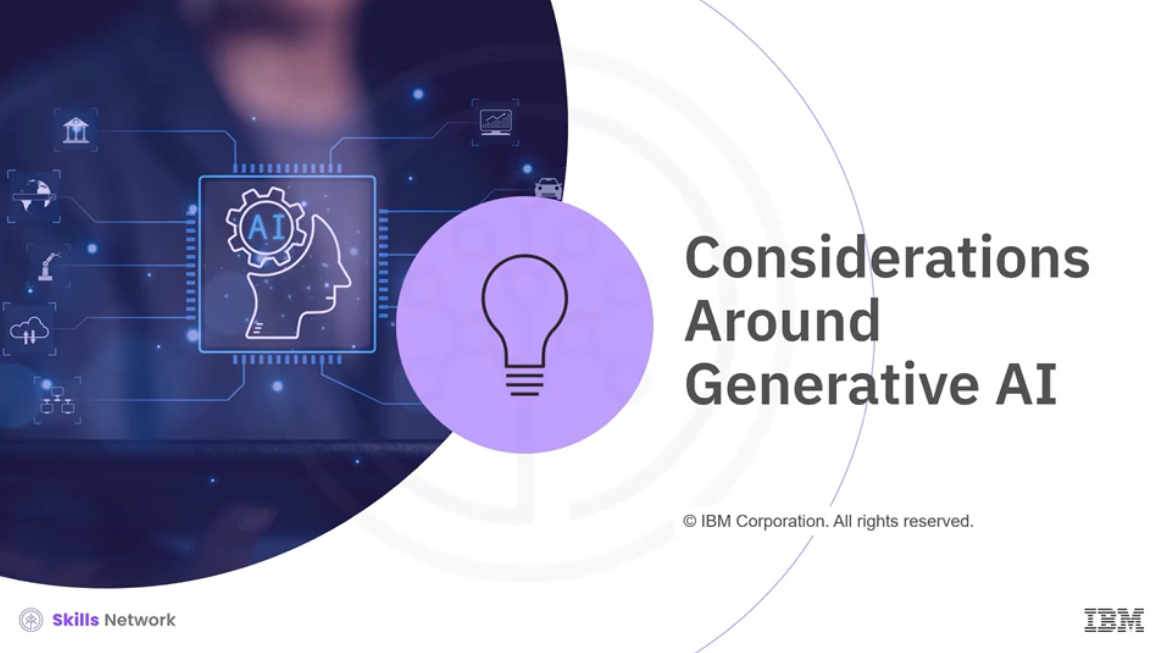 AI
Considerations
Around
Generative AI
© IBM Corporation. All rights reserved.
Skills Network
IBM